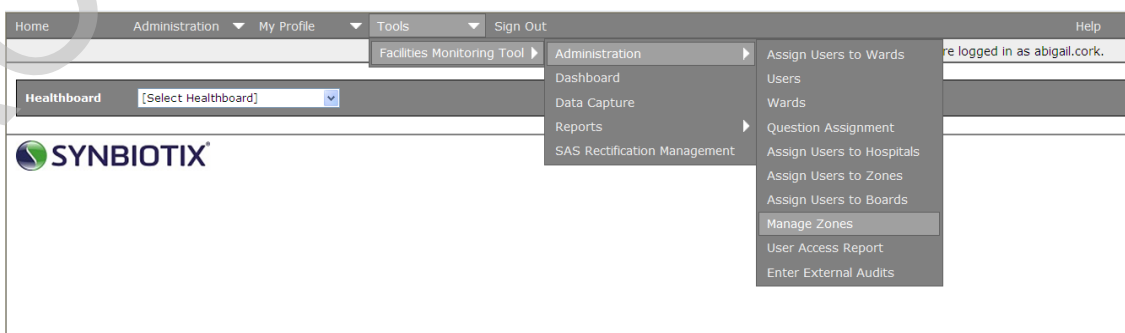 Home Administration My Profile Tools Sign Out Help
Facilities Monitoring Tool Administration Assign Users to Wards re logged in as abigail.cork.
Dashboard Users
Healthboard [Select Healthboard] Data Capture Wards
Reports Question Assignment
SAS Rectification Management Assign Users to Hospitals
SYNBIOTIX
Assign Users to Zones
Assign Users to Boards
Manage Zones
User Access Report
Enter External Audits